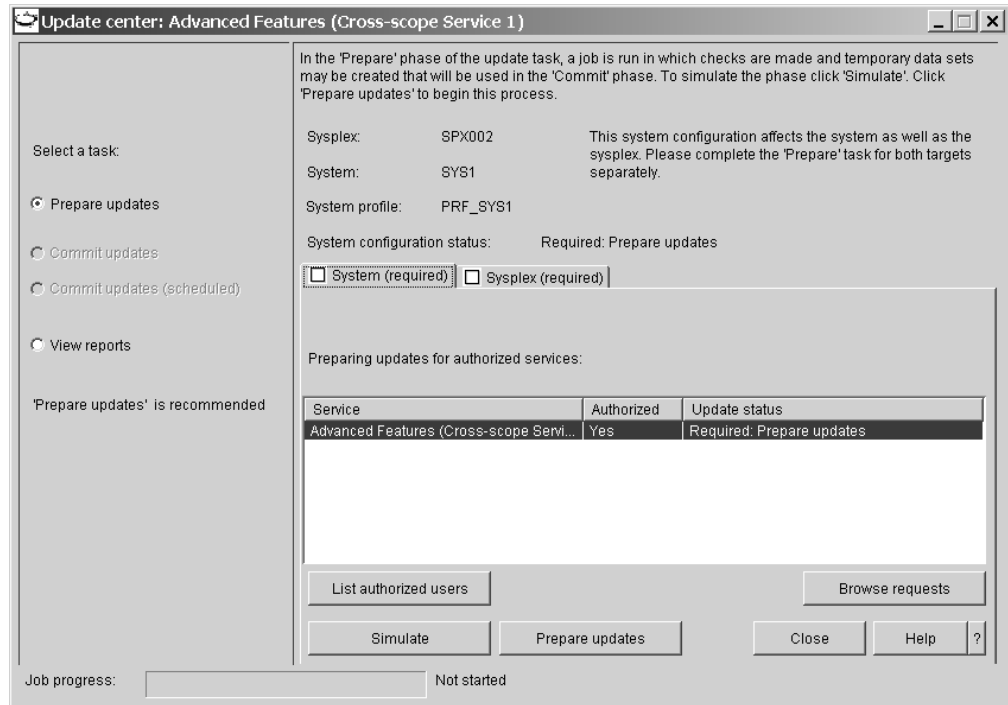 Update center: Advanced Features (Cross-scope Service 1)
Select a task:
Prepare updates
Commit updates
Commit updates (scheduled)
View reports
'Prepare updates' is recommended
In the 'Prepare' phase of the update task, a job is run in which checks are made and temporary data sets
may be created that will be used in the 'Commit' phase. To simulate the phase click 'Simulate'. Click
'Prepare updates' to begin this process.
Sysplex: SPX002
System: SYS1
System profile: PRF_SYS1
This system configuration affects the system as well as the
sysplex. Please complete the 'Prepare' task for both targets
separately.
System configuration status: Required: Prepare updates
System (required) Sysplex (required)
Preparing updates for authorized services:
Service Authorized Update status
Advanced Features (Cross-scope Servi... Yes Required: Prepare updates
List authorized users Browse requests
Simulate Prepare updates Close Help ?
Job progress: Not started